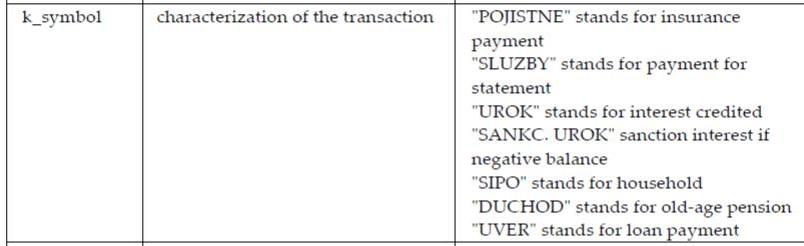 k_symbol characterization of the transaction "POJISTNE" stands for insurance
payment
"SLUZBY" stands for payment for
statement
"UROK" stands for interest credited
"SANKC. UROK" sanction interest if
negative balance
"SIPO" stands for household
"DUCHOD" stands for old-age pension
"UVER" stands for loan payment